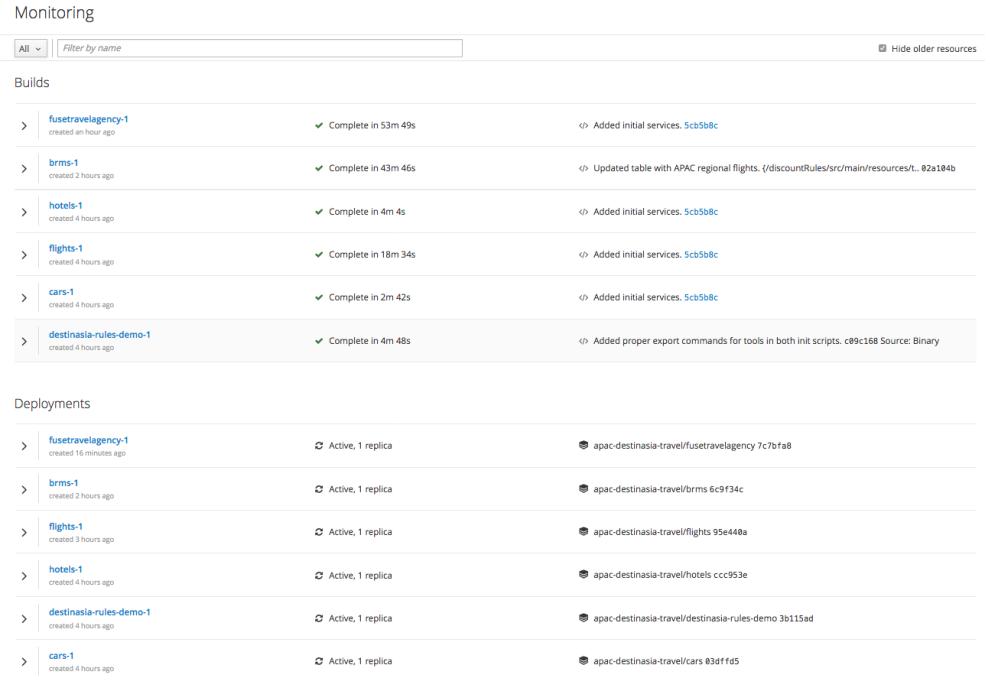 Monitoring
All
Filter by name
Hide older resources
Builds
fusetravelagency-1
created an hour ago
Complete in 53m 49s
</> Added initial services. 5cb5b8c
brms-1
created 2 hours ago
Complete in 43m 46s
</> Updated table with APAC regional flights. {/discountRules/src/main/resources/t.. 02a104b
hotels-1
created 4 hours ago
Complete in 4m 4s
</> Added initial services. 5cb5b8c
flights-1
created 4 hours ago
Complete in 18m 34s
</> Added initial services. 5cb5b8c
cars-1
created 4 hours ago
Complete in 2m 42s
</> Added initial services. 5cb5b8c
destinasia-rules-demo-1
created 4 hours ago
Complete in 4m 48s
</> Added proper export commands for tools in both init scripts. c09c168 Source: Binary
Deployments
fusetravelagency-1
created 16 minutes ago
Active, 1 replica
apac-destinasia-travel/fusetravelagency 7c7bfa8
brms-1
created 2 hours ago
Active, 1 replica
apac-destinasia-travel/brms 6c9f34c
flights-1
created 3 hours ago
Active, 1 replica
apac-destinasia-travel/flights 95e440a
hotels-1
created 4 hours ago
Active, 1 replica
apac-destinasia-travel/hotels ccc953e
destinasia-rules-demo-1
created 4 hours ago
Active, 1 replica
apac-destinasia-travel/destinasia-rules-demo 3b115ad
cars-1
created 4 hours ago
Active, 1 replica
apac-destinasia-travel/cars 03dffd5